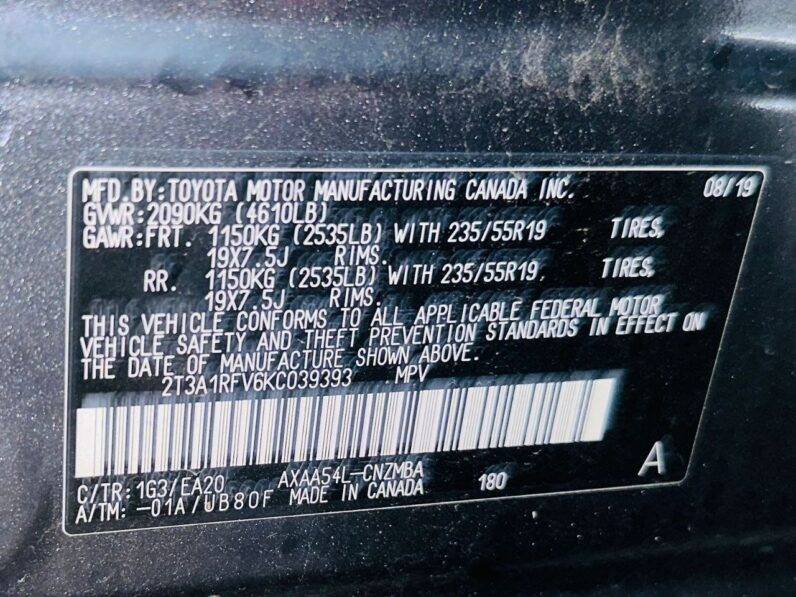 MFD.BY:TOYOTA MOTOR MANUFACTURING CANADA INC. 08/19
GVWR:2090KG (4610LB)
GAWR:FRT. 1150KG (2535LB) WITH 235/55R19 TIRES,
19X7.5J RIMS.
RR. 1150KG (2535LB) WITH 235/55R19 TIRES,
19X7.5J RIMS.
THIS VEHICLE CONFORMS TO ALL APPLICABLE FEDERAL MOTOR
VEHICLE SAFETY AND THEFT PREVENTION STANDARDS IN EFFECT ON
THE DATE OF MANUFACTURE SHOWN ABOVE.
2T3A1RFV6KC039393 MPV
C/TR:1G3/EA20 AXAA54L-CNZMBA 180 A
A/TM: -01A/UB80F MADE IN CANADA